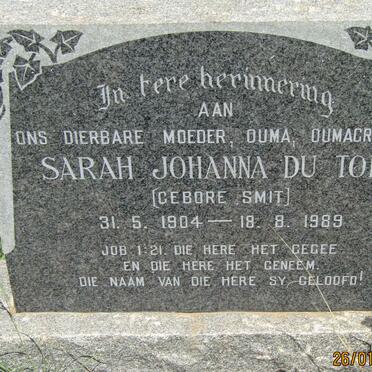 In tere herinnering
AAN
ONS DIERBARE MOEDER, OUMA, OUMAGR
SARAH JOHANNA DU TOI
[GEBORE SMIT]
31. 5. 1904 — 18. 8. 1989
JOB 1:21. DIE HERE HET GEGEE
EN DIE HERE HET GENEEM.
DIE NAAM VAN DIE HERE SY GELOOFD!
26/01